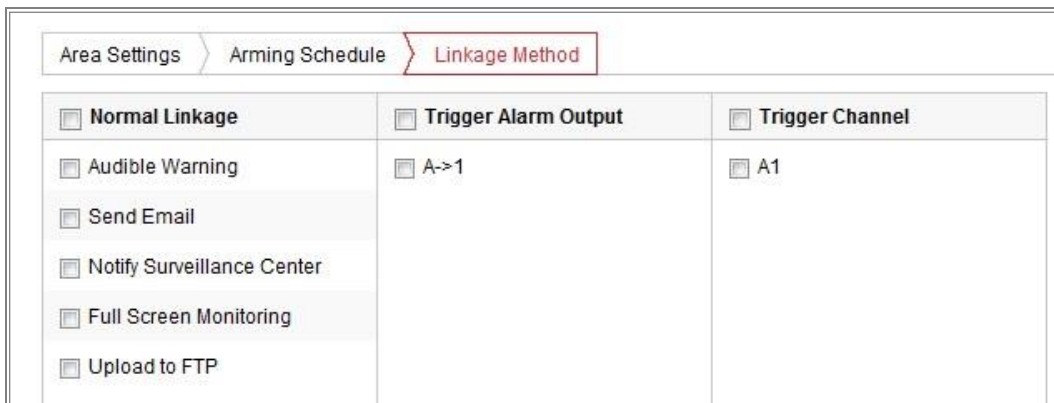 Area Settings Arming Schedule Linkage Method
Normal Linkage Trigger Alarm Output Trigger Channel
Audible Warning A->1 A1
Send Email
Notify Surveillance Center
Full Screen Monitoring
Upload to FTP